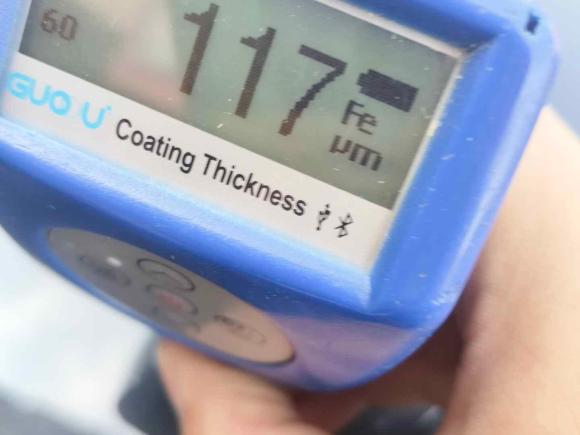 60
117
Fe
µm
GUO U
Coating Thickness